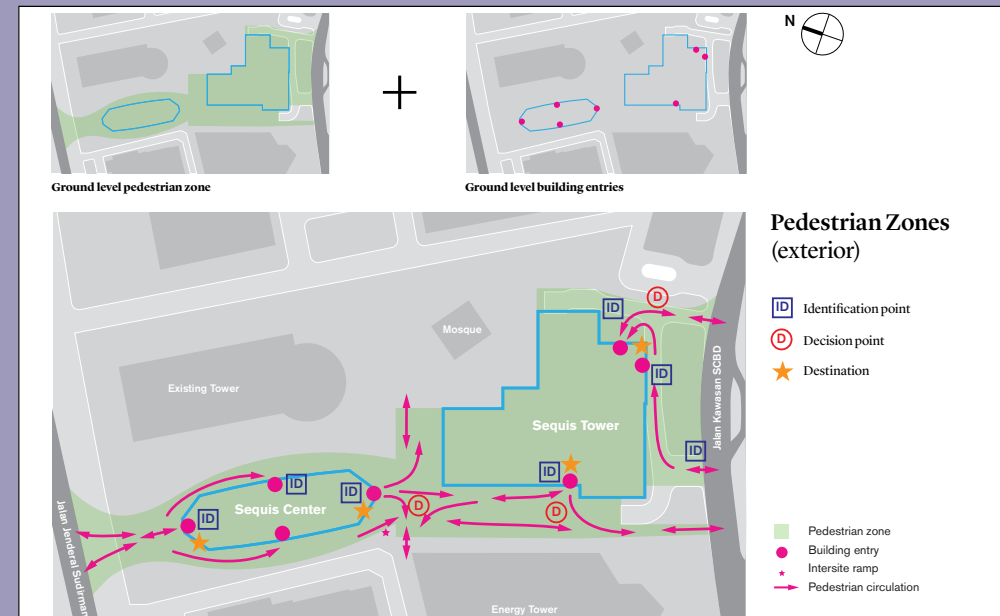 N
Ground level pedestrian zone
Ground level building entries
Pedestrian Zones
(exterior)
ID Identification point
D Decision point
Destination
D
ID
Mosque
Existing Tower
ID
Jalan Kawasan SCBD
Sequis Tower
ID
ID
ID
ID
D
D
Sequis Center
ID
Jalan Jenderal Sudirman
Energy Tower
Pedestrian zone
Building entry
Intersite ramp
Pedestrian circulation